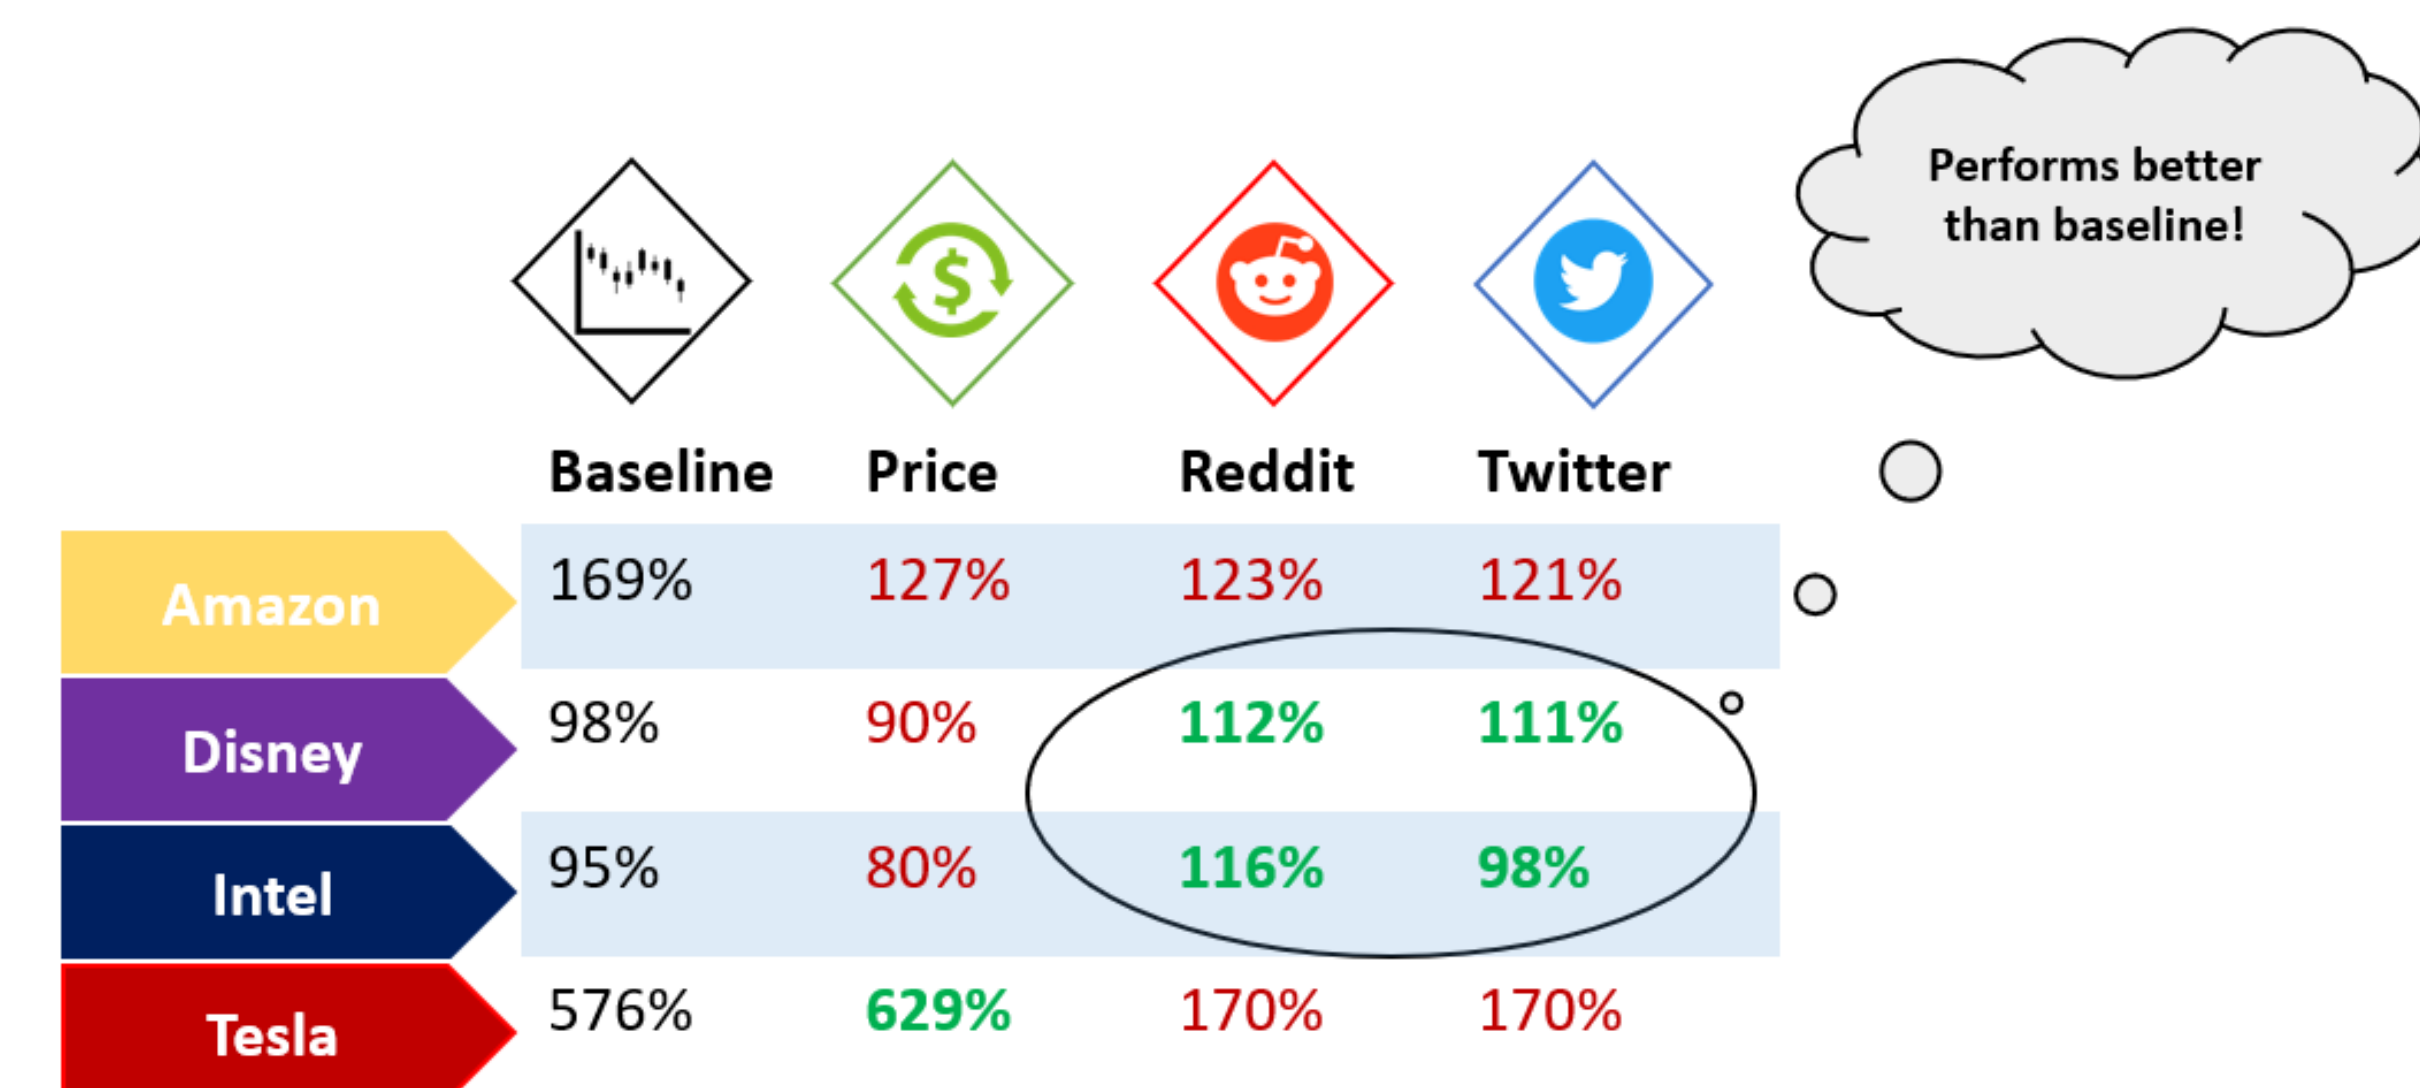 Performs better
than baseline!
Baseline Price Reddit Twitter
Amazon 169% 127% 123% 121%
Disney 98% 90% 112% 111%
Intel 95% 80% 116% 98%
Tesla 576% 629% 170% 170%